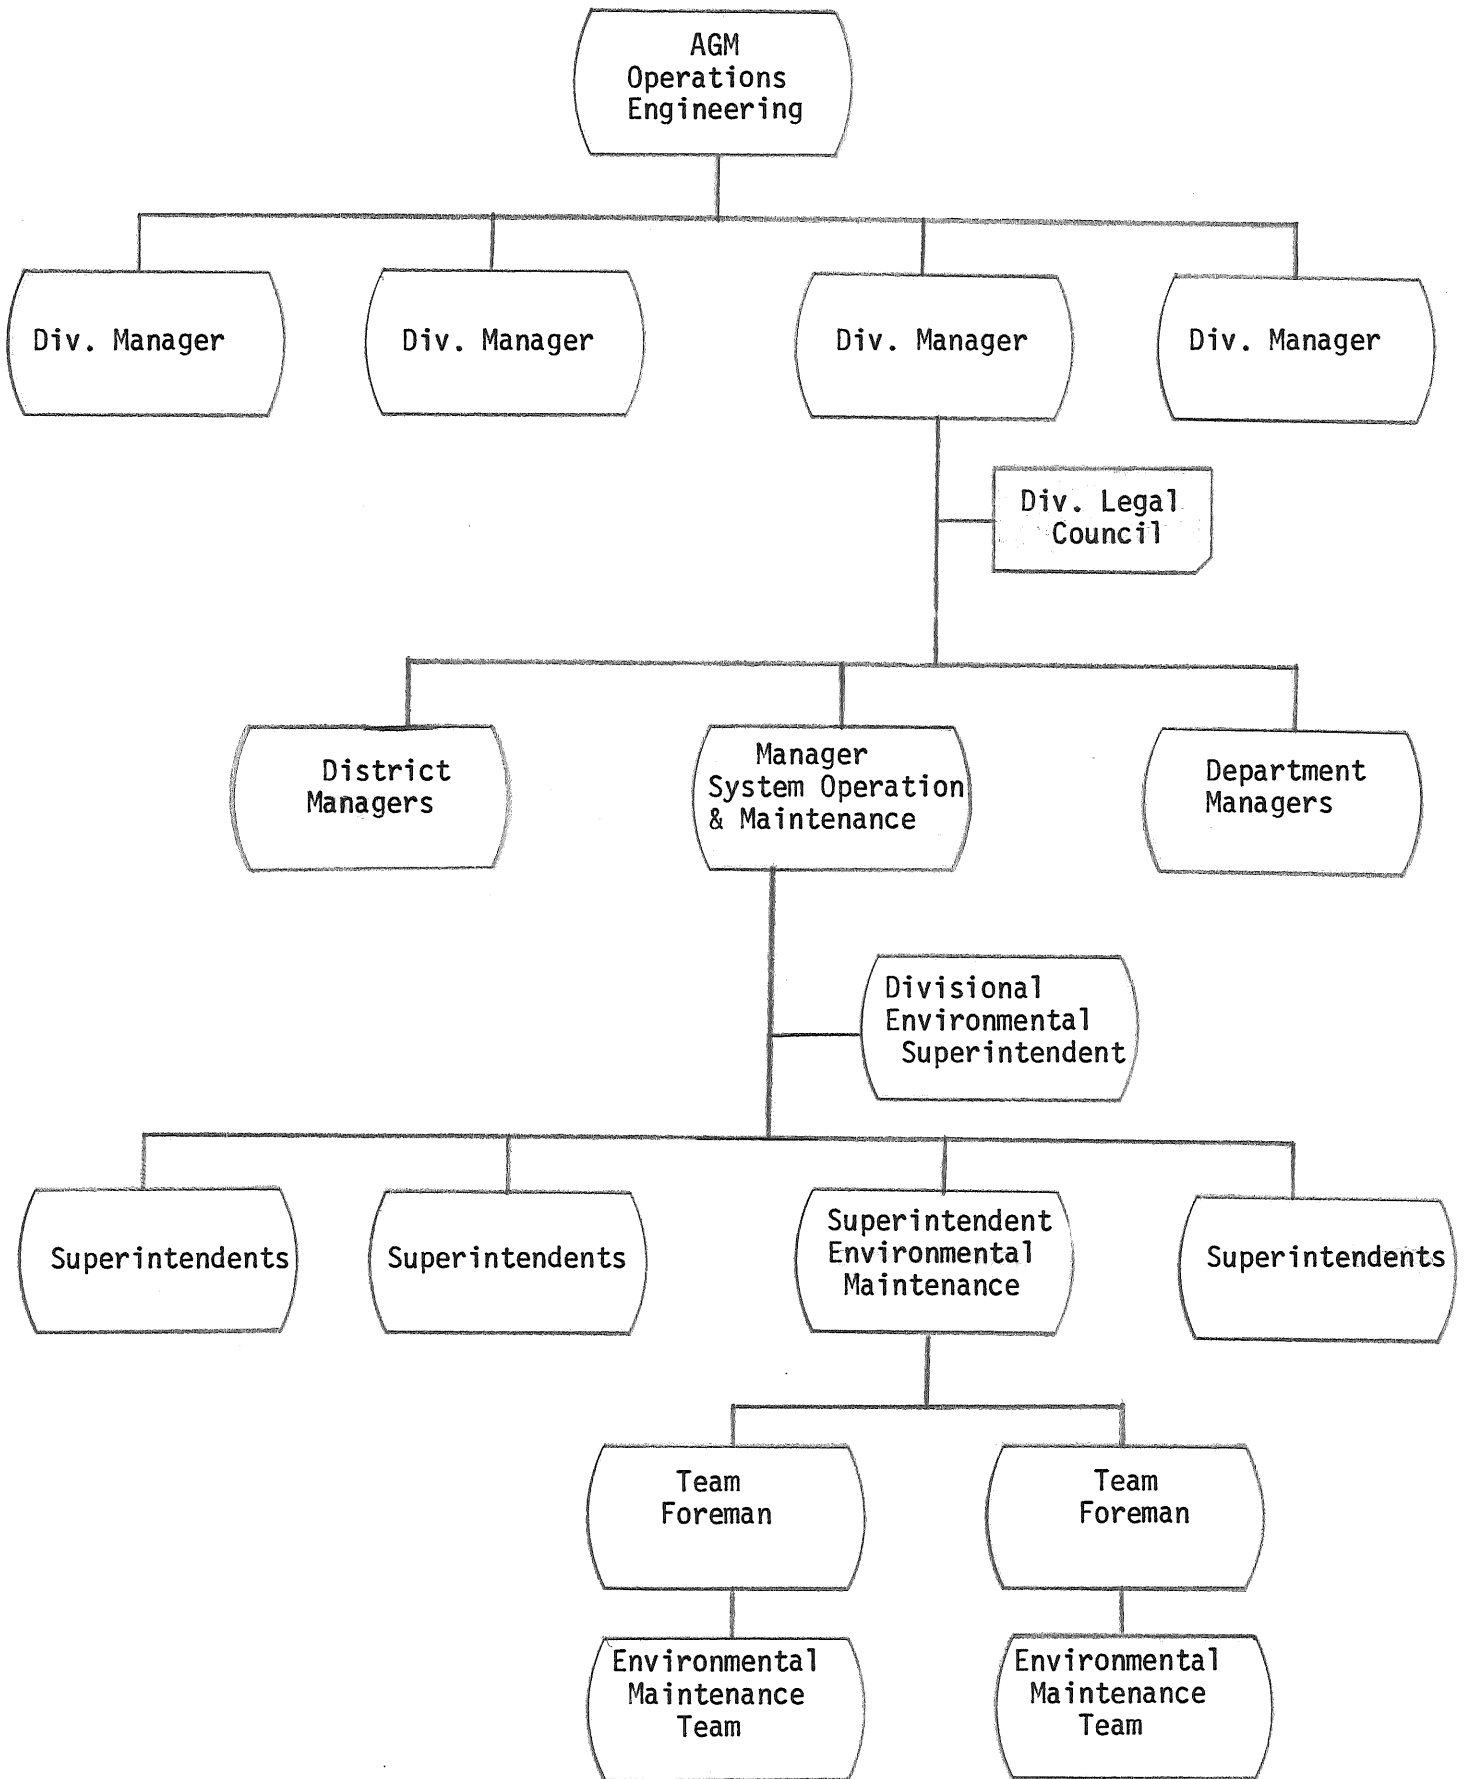 AGM
Operations
Engineering
Div. Manager
Div. Manager
Div. Manager
Div. Manager
Div. Legal
Council
District
Managers
Manager
System Operation
& Maintenance
Department
Managers
Divisional
Environmental
Superintendent
Superintendents
Superintendents
Superintendent
Environmental
Maintenance
Superintendents
Team
Foreman
Team
Foreman
Environmental
Maintenance
Team
Environmental
Maintenance
Team